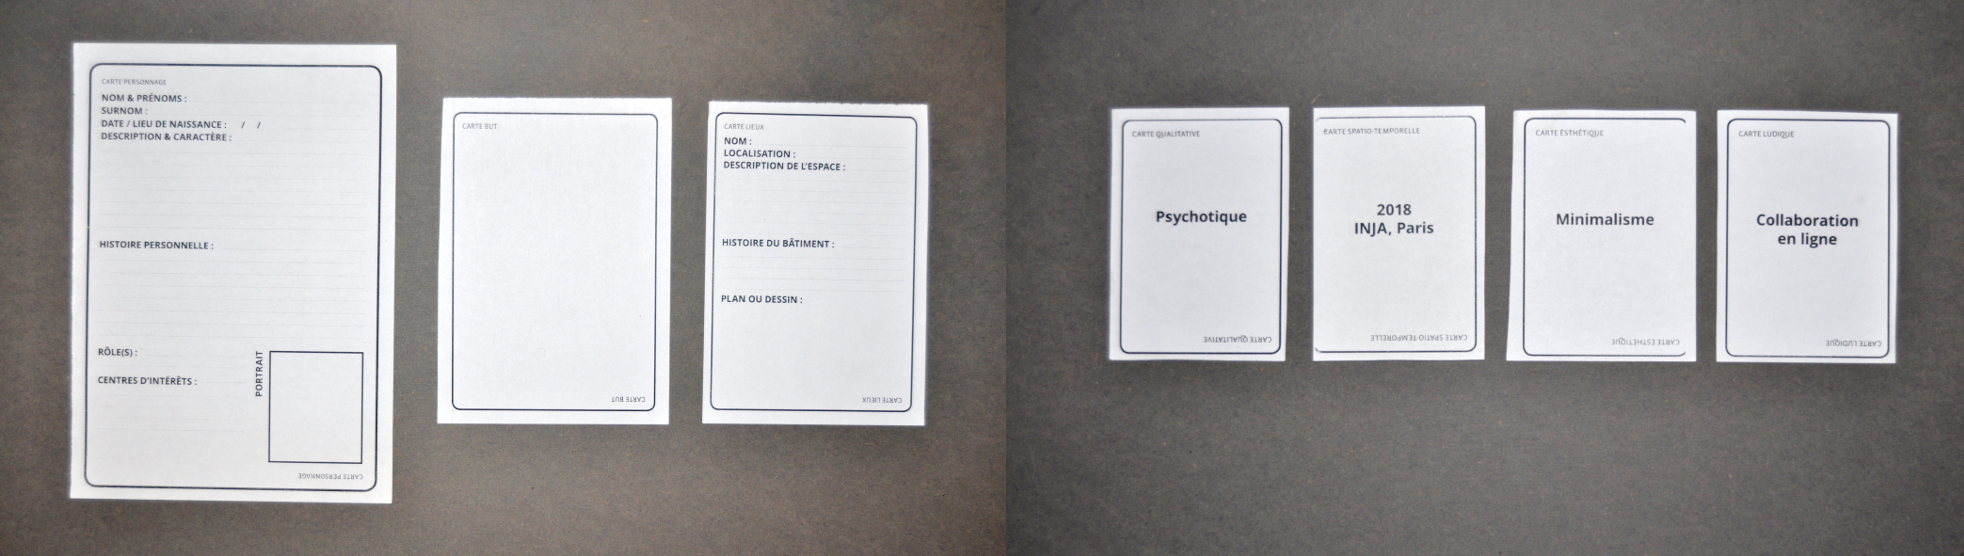 CARTE PERSONNAGE
NOM & PRÉNOMS :
SURNOM :
DATE / LIEU DE NAISSANCE : / /
DESCRIPTION & CARACTÈRE :
HISTOIRE PERSONNELLE :
RÔLE(S) :
CENTRES D'INTÉRÊTS :
PORTRAIT
CARTE PERSONNAGE
CARTE BUT
CARTE BUT
CARTE LIEUX
NOM :
LOCALISATION :
DESCRIPTION DE L'ESPACE :
HISTOIRE DU BÂTIMENT :
PLAN OU DESSIN :
CARTE LIEUX
CARTE QUALITATIVE
Psychotique
CARTE QUALITATIVE
CARTE SPATIO-TEMPORELLE
2018
INJA, Paris
CARTE SPATIO-TEMPORELLE
CARTE ESTHÉTIQUE
Minimalisme
CARTE ESTHÉTIQUE
CARTE LUDIQUE
Collaboration
en ligne
CARTE LUDIQUE